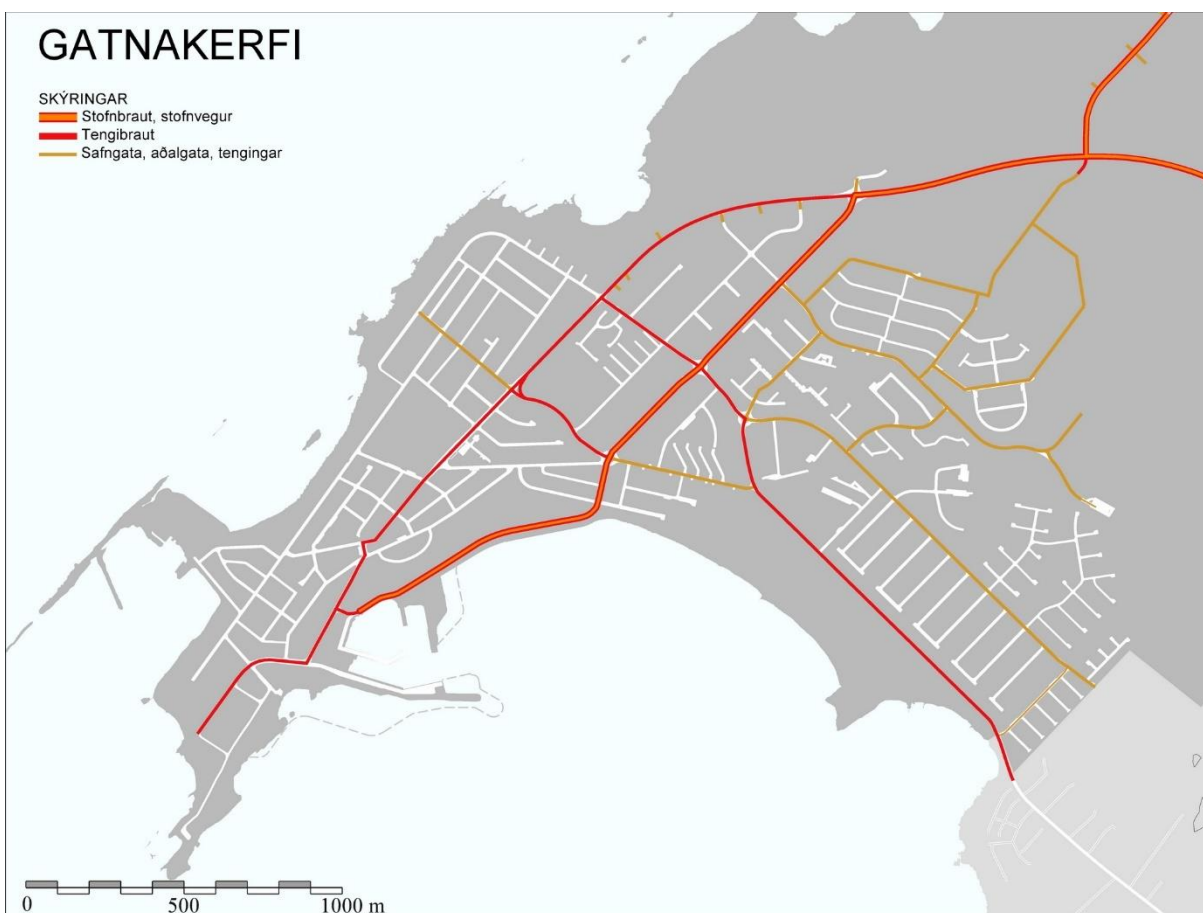 GATNAKERFI
SKÝRINGAR
Stofnbraut, stofnvegur
Tengibraut
Safngata, aðalgata, tengingar
0 500 1000 m